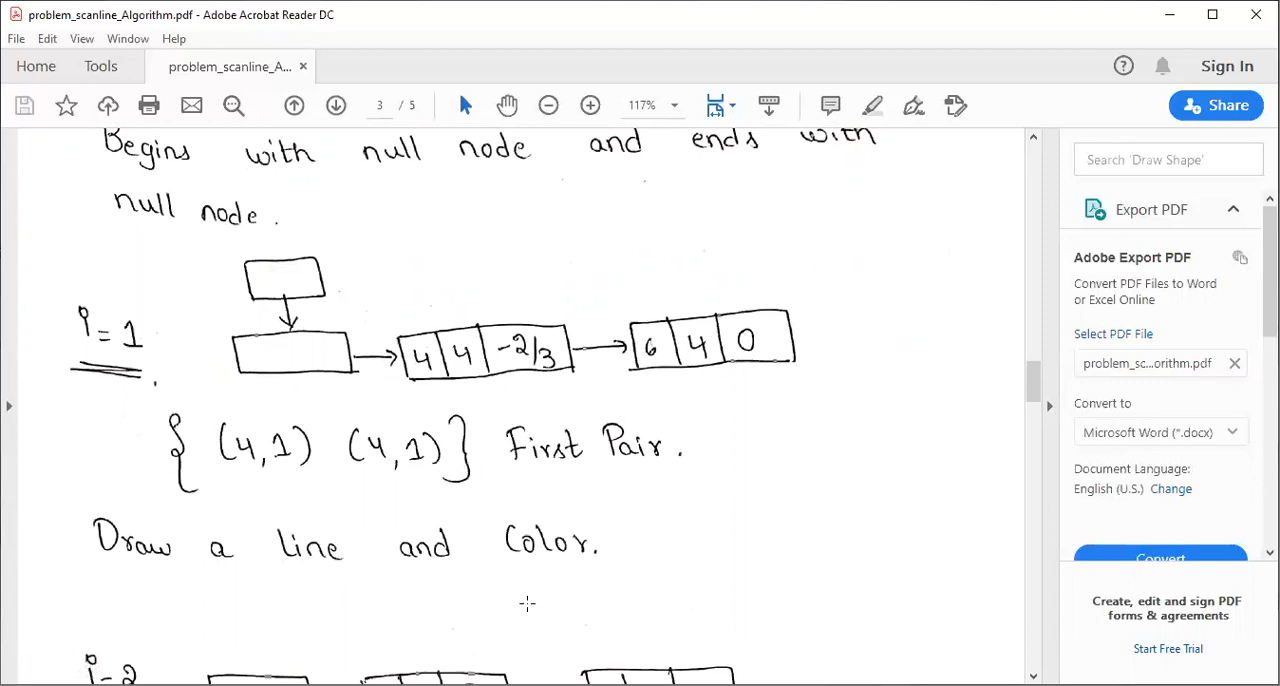 problem_scanline_Algorithm.pdf - Adobe Acrobat Reader DC
File Edit View Window Help
Home Tools problem_scanline_A... × Sign In
3 / 5 117% Share
Begins with null node and ends with
null node.
i=1 4 4 -2/3 6 4 0
{ (4,1) (4,1) } First Pair.
Draw a line and Color.
i=2
Search 'Draw Shape'
Export PDF
Adobe Export PDF
Convert PDF Files to Word
or Excel Online
Select PDF File
problem_sc...orithm.pdf
Convert to
Microsoft Word (*.docx)
Document Language:
English (U.S.) Change
Convert
Create, edit and sign PDF
forms & agreements
Start Free Trial